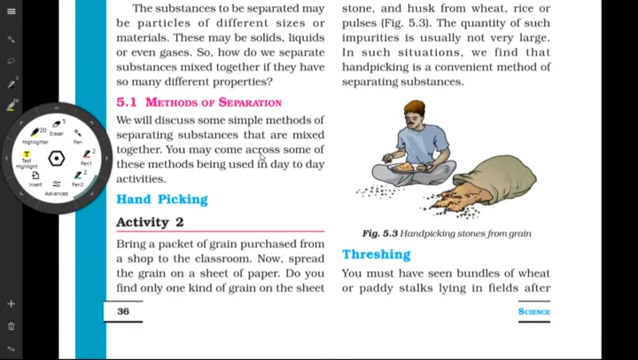 The substances to be separated may
be particles of different sizes or
materials. These may be solids, liquids
or even gases. So, how do we separate
substances mixed together if they have
so many different properties?
5.1 METHODS OF SEPARATION
We will discuss some simple methods of
separating substances that are mixed
together. You may come across some of
these methods being used in day to day
activities.
Hand Picking
Activity 2
Bring a packet of grain purchased from
a shop to the classroom. Now, spread
the grain on a sheet of paper. Do you
find only one kind of grain on the sheet
36
stone, and husk from wheat, rice or
pulses (Fig. 5.3). The quantity of such
impurities is usually not very large.
In such situations, we find that
handpicking is a convenient method of
separating substances.
Fig. 5.3 Handpicking stones from grain
Threshing
You must have seen bundles of wheat
or paddy stalks lying in fields after
SCIENCE
20
Highlighter
5
Eraser
Pan
2
Pen1
2
Pen2
Advanced
Insert
T
Text
Highlight